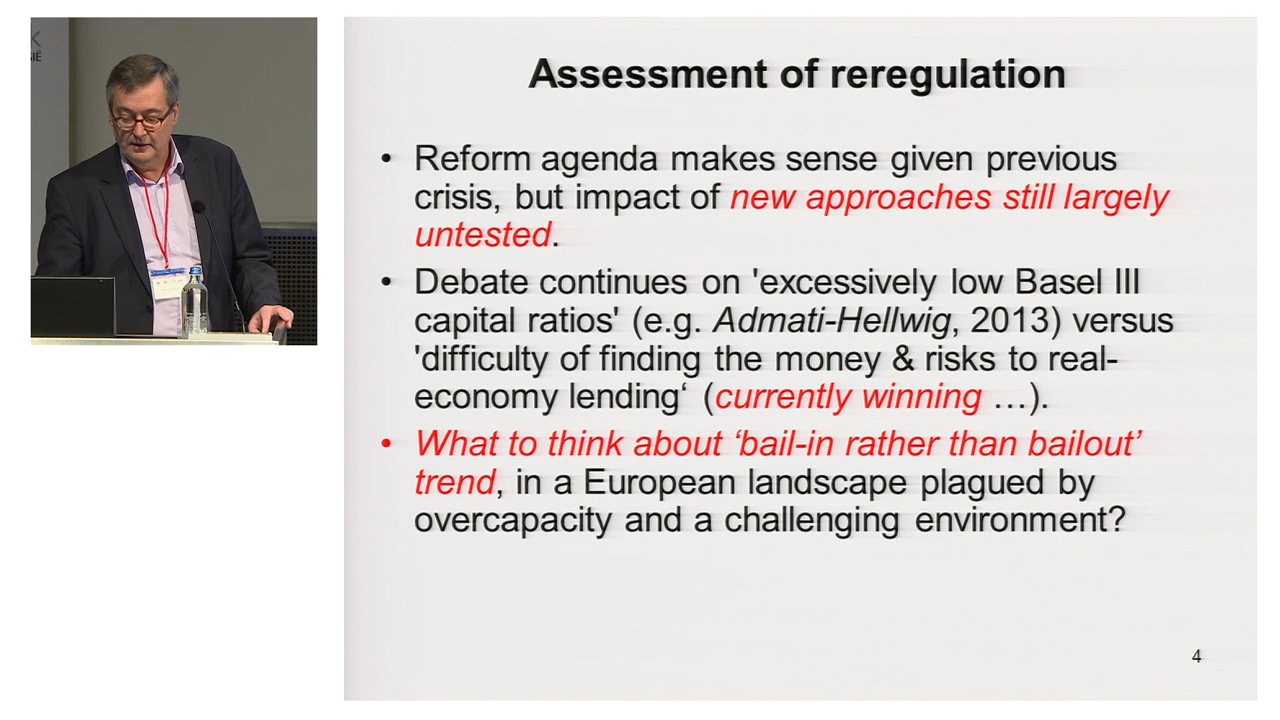 Assessment of reregulation
• Reform agenda makes sense given previous
crisis, but impact of new approaches still largely
untested.
• Debate continues on 'excessively low Basel III
capital ratios' (e.g. Admati-Hellwig, 2013) versus
'difficulty of finding the money & risks to real-
economy lending‘ (currently winning …).
• What to think about ‘bail-in rather than bailout’
trend, in a European landscape plagued by
overcapacity and a challenging environment?
4